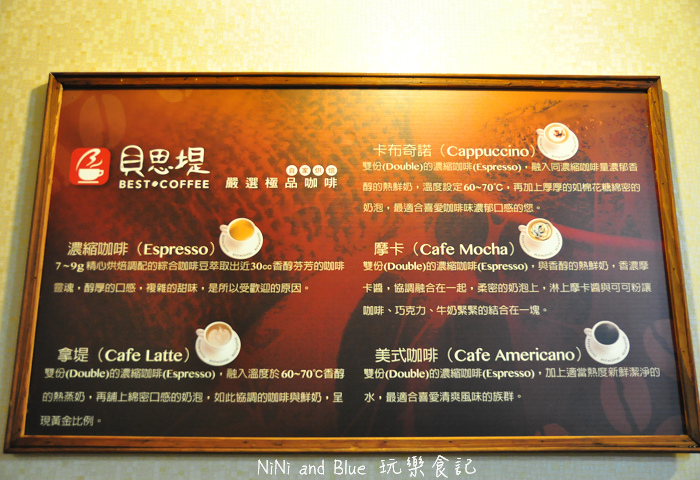 貝思堤
BEST COFFEE
嚴選極品咖啡
濃縮咖啡（Espresso）
7~9g精心烘焙調配的綜合咖啡豆萃取出近30cc香醇芬芳的咖啡
靈魂，醇厚的口感，複雜的甜味，是所以受歡迎的原因。
拿堤（Cafe Latte）
雙份(Double)的濃縮咖啡(Espresso)，融入溫度於60~70℃香醇
的熱蒸奶，再舖上綿密口感的奶泡，如此協調的咖啡與鮮奶，呈
現黃金比例。
卡布奇諾（Cappuccino）
雙份(Double)的濃縮咖啡(Espresso)，融入同濃縮咖啡量濃郁香
醇的熱鮮奶，溫度設定60~70℃，再加上厚厚的如棉花糖綿密的
奶泡，最適合喜愛咖啡味濃郁口感的您。
摩卡（Cafe Mocha）
雙份(Double)的濃縮咖啡(Espresso)，與香醇的熱鮮奶，香濃摩
卡醬，協調融合在一起，柔密的奶泡上，淋上摩卡醬與可可粉讓
咖啡、巧克力、牛奶緊緊的結合在一塊。
美式咖啡（Cafe Americano）
雙份(Double)的濃縮咖啡(Espresso)，加上適當熱度新鮮潔淨的
水，最適合喜愛清爽風味的族群。
NiNi and Blue 玩樂食記